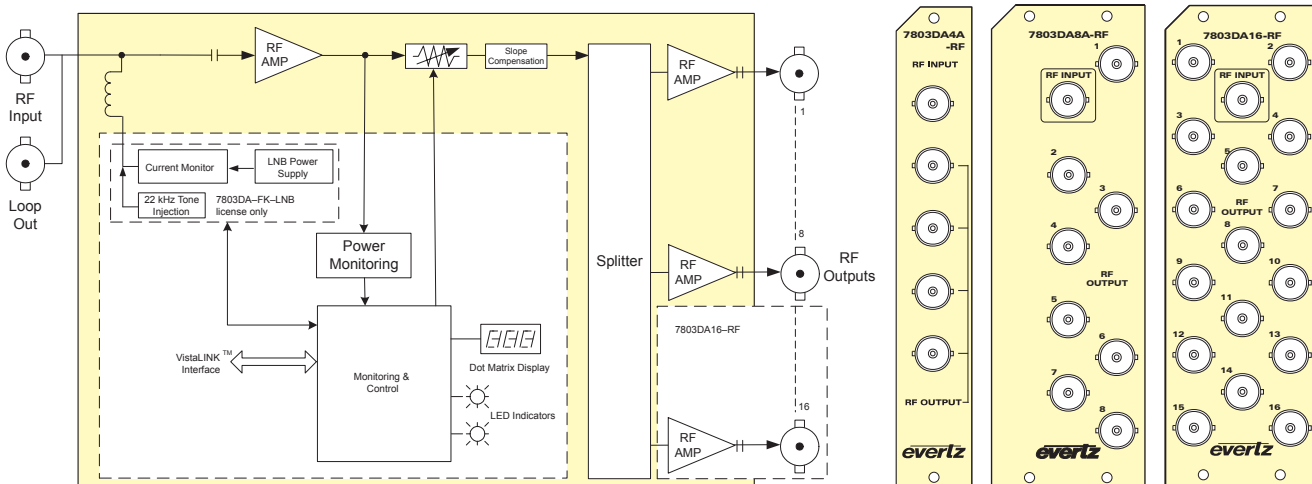 RF
Input
Loop
Out
RF
AMP
Slope
Compensation
Current Monitor
LNB Power
Supply
22 kHz Tone
Injection
7803DA–FK–LNB
license only
Power
Monitoring
VistaLINK ™
Interface
Monitoring &
Control
Dot Matrix Display
LED Indicators
Splitter
RF
AMP
1
RF
AMP
8
RF
Outputs
7803DA16–RF
RF
AMP
16
7803DA4A
-RF
RF INPUT
RF OUTPUT
evertz
7803DA8A-RF
1
RF INPUT
2
3
4
RF
OUTPUT
5
6
7
8
evertz
7803DA16-RF
1
2
RF INPUT
3
4
5
6
7
RF
OUTPUT
8
9
10
11
12
13
14
15
16
evertz